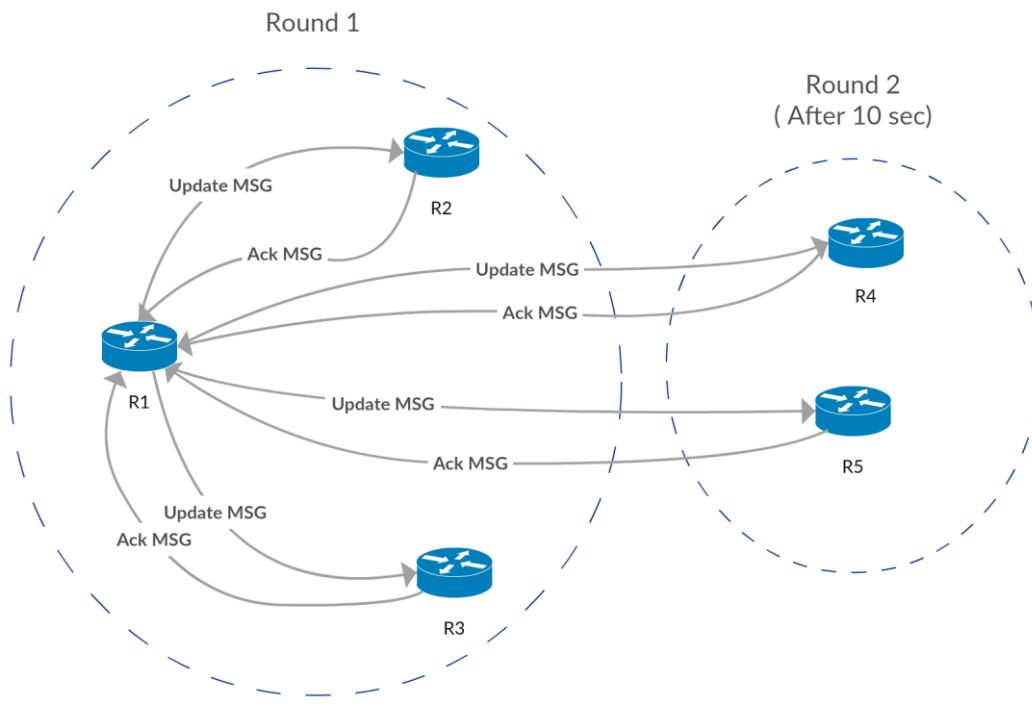 Round 1
Round 2
( After 10 sec)
Update MSG
R2
Ack MSG
Update MSG
R4
Ack MSG
R1
Update MSG
Ack MSG
R5
Update MSG
Ack MSG
R3